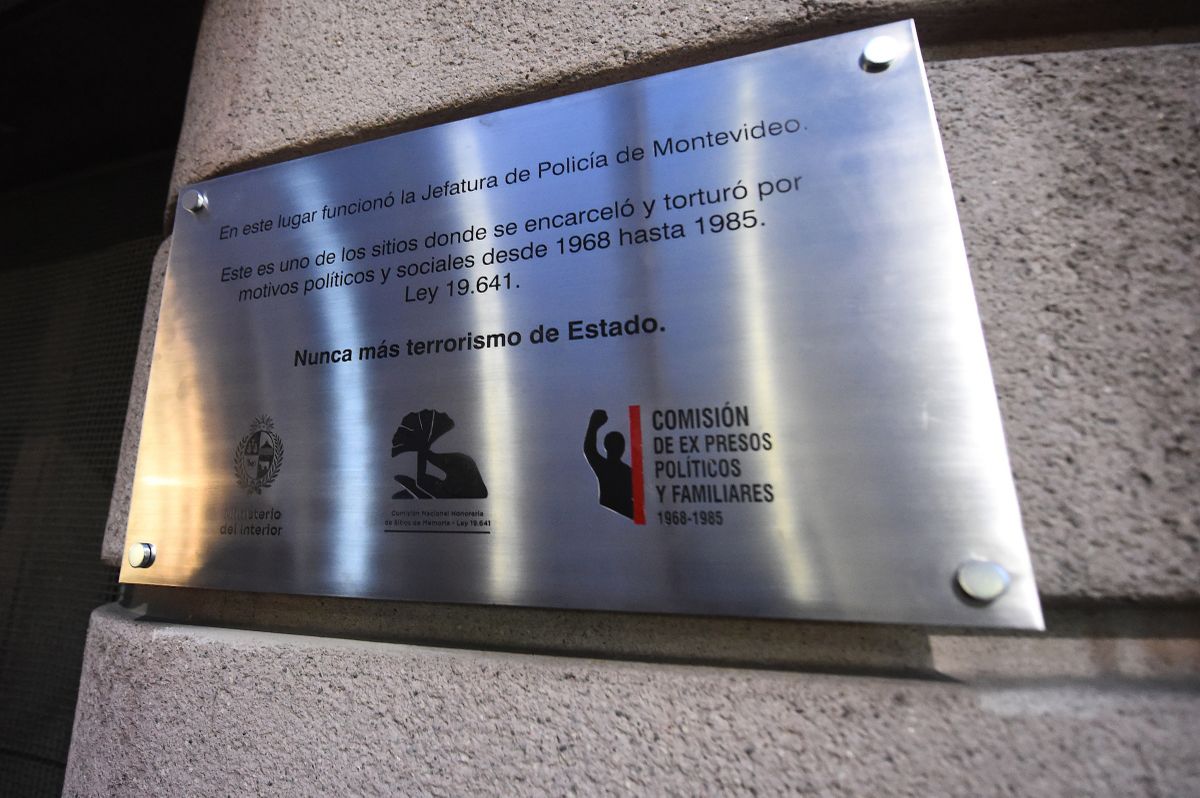 En este lugar funcionó la Jefatura de Policía de Montevideo.
Este es uno de los sitios donde se encarceló y torturó por
motivos políticos y sociales desde 1968 hasta 1985.
Ley 19.641.
Nunca más terrorismo de Estado.
Ministerio
del Interior
Comisión Nacional Honoraria
de Sitios de Memoria - Ley 19.641
COMISIÓN
DE EX PRESOS
POLÍTICOS
Y FAMILIARES
1968-1985